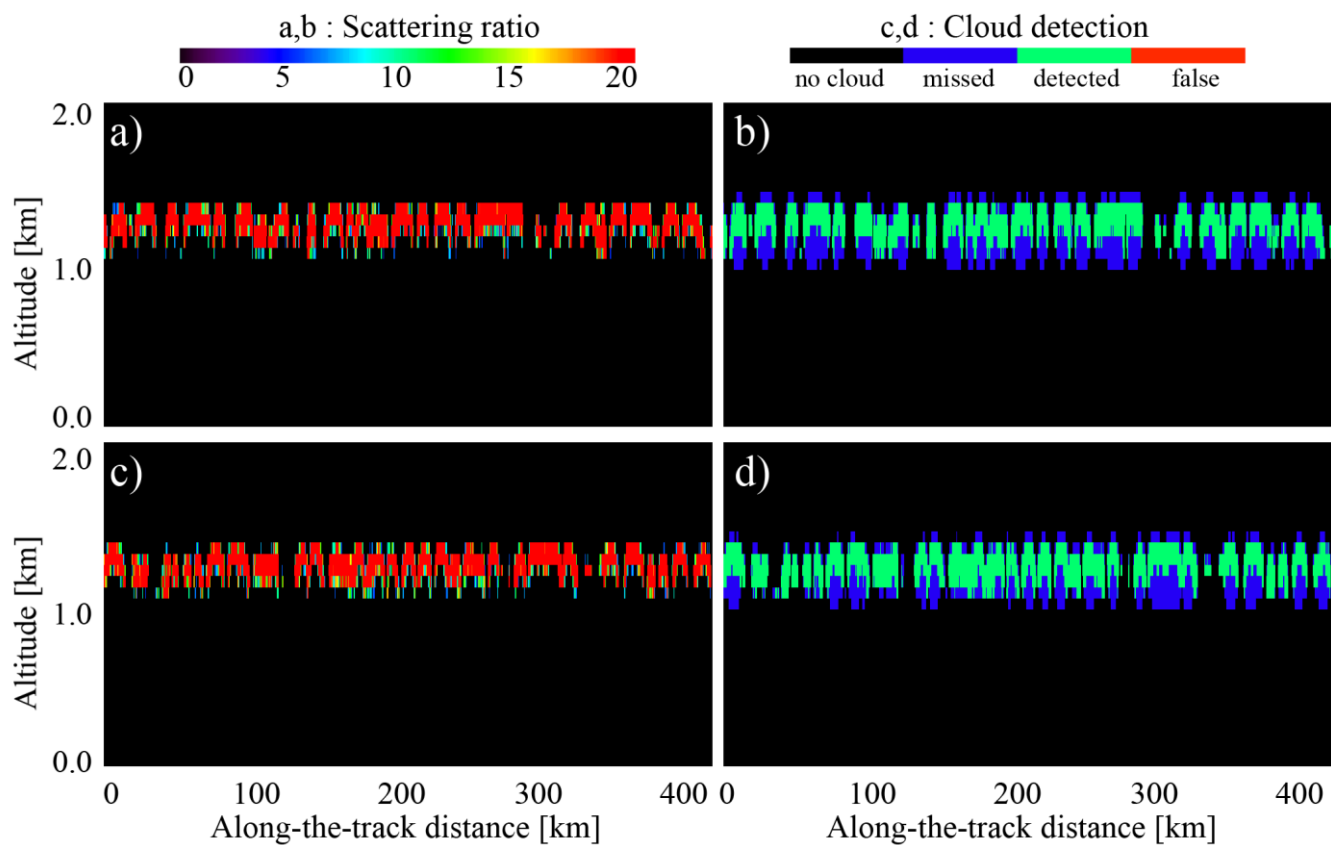 a,b : Scattering ratio
0 5 10 15 20
c,d : Cloud detection
no cloud missed detected false
2.0
a)
b)
Altitude [km]
1.0
0.0
2.0
c)
d)
Altitude [km]
1.0
0.0
0 100 200 300 400
0 100 200 300 400
Along-the-track distance [km]
Along-the-track distance [km]